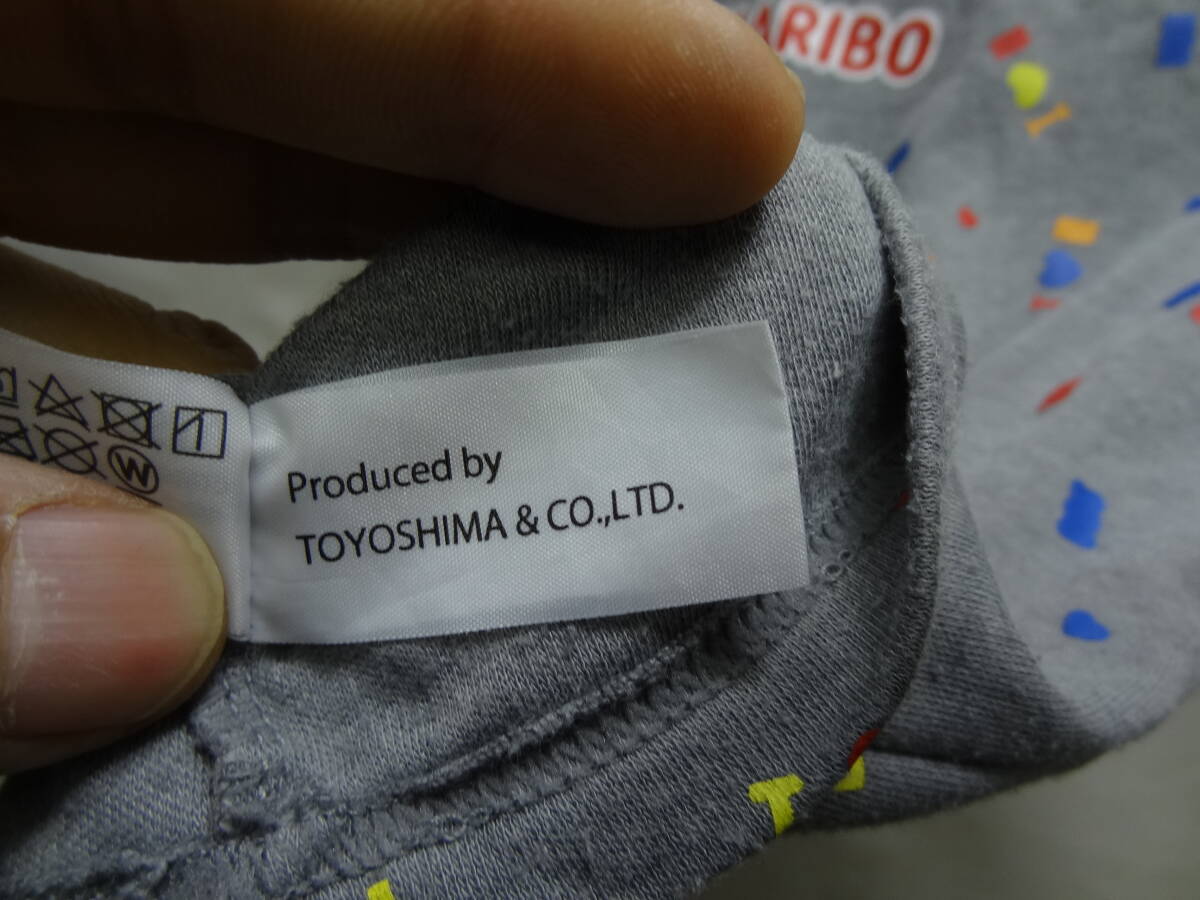 ARIBO
Produced by
TOYOSHIMA & CO.,LTD.
W